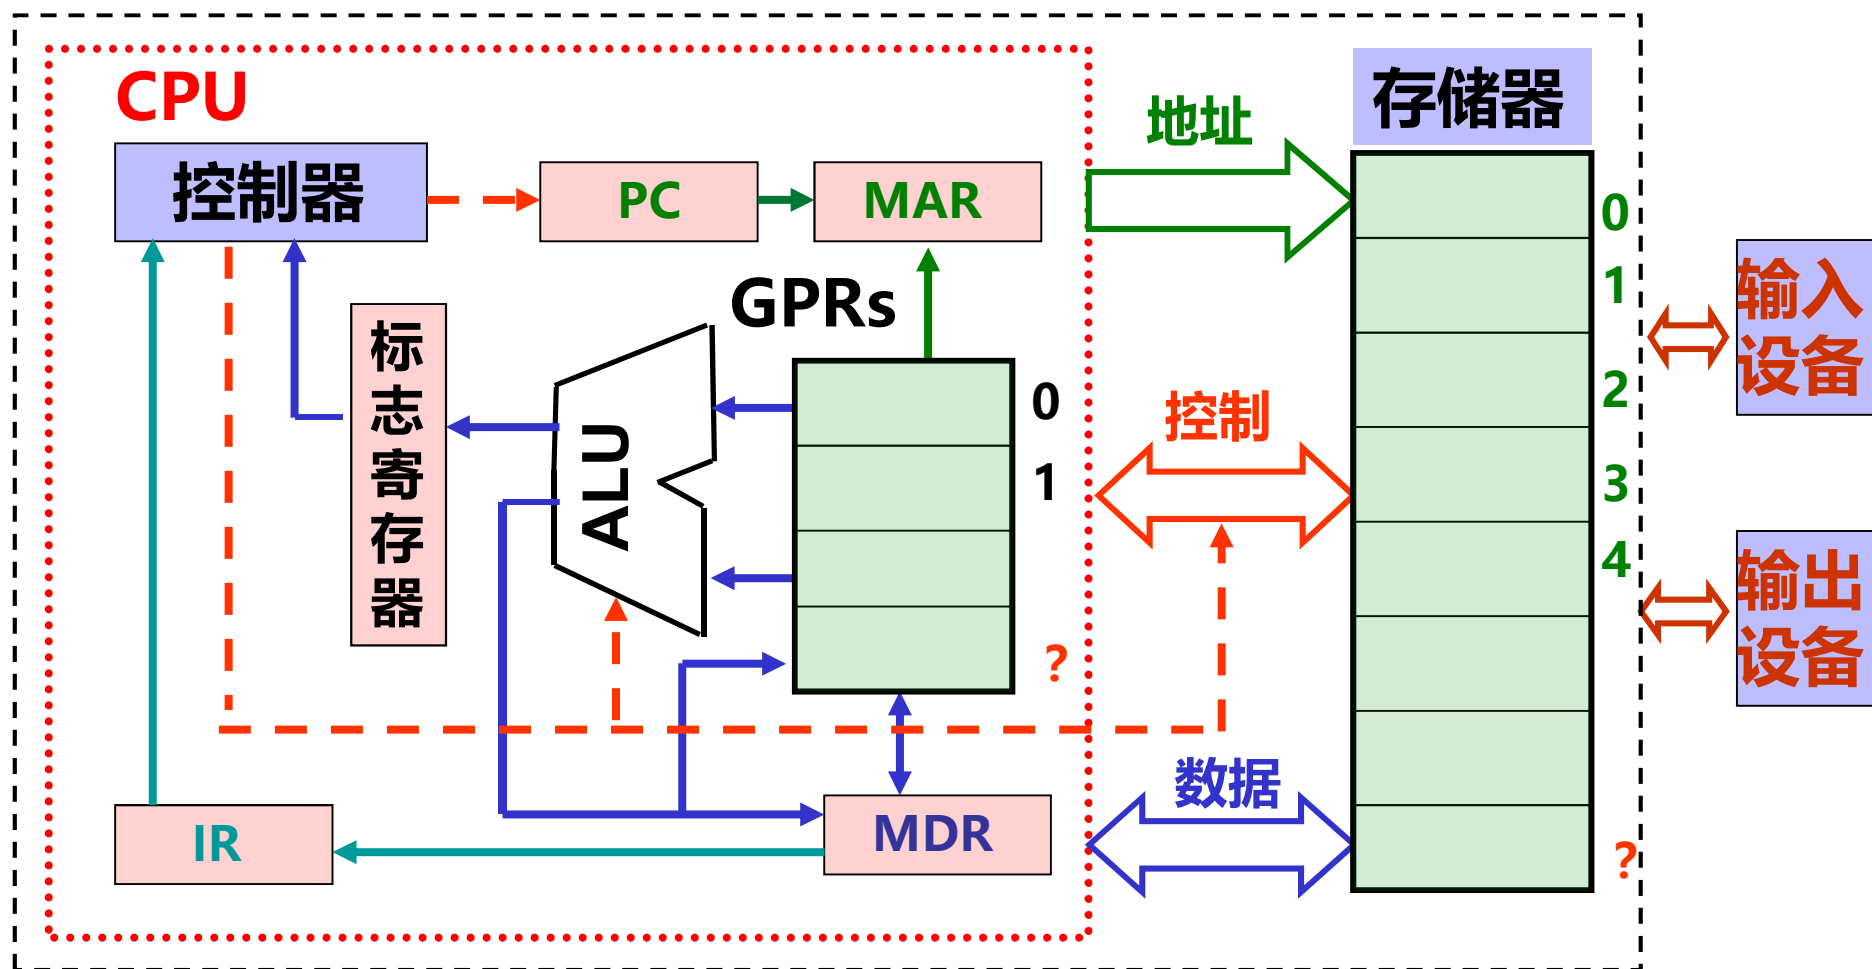 CPU
控制器
PC
MAR
地址
存储器
0
1
2
3
4
?
输入
设备
输出
设备
GPRs
0
1
?
标
志
寄
存
器
ALU
控制
数据
IR
MDR